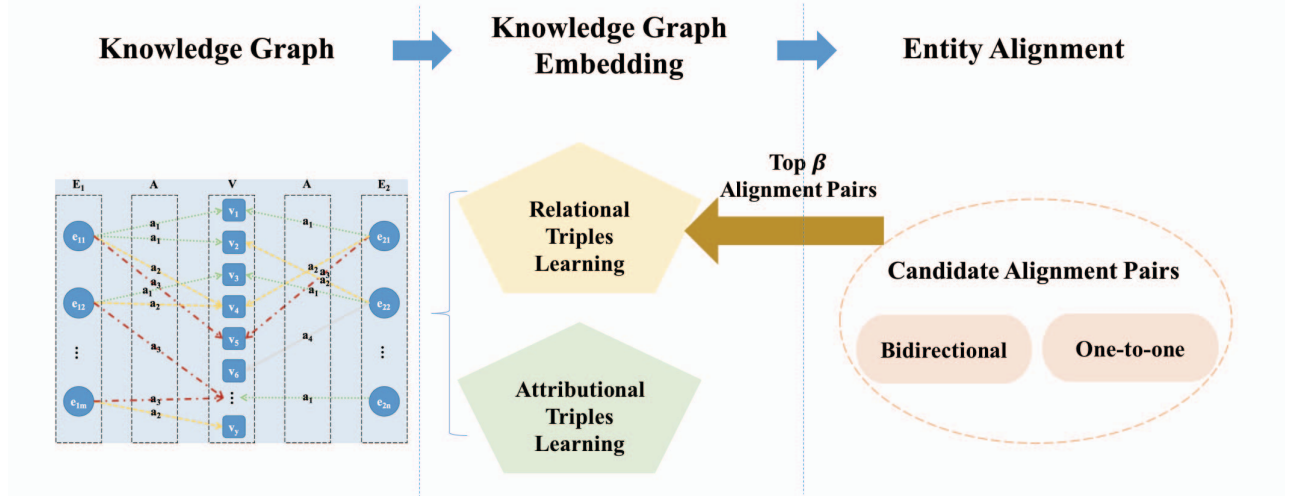 Knowledge Graph
Knowledge Graph
Embedding
Entity Alignment
E₁ A V A E₂
e₁₁
e₁₂
⋮
e₁ₘ
a₁
a₁
a₂
a₃
a₁
a₂
a₃
a₃
a₂
v₁
v₂
v₃
v₄
v₅
v₆
⋮
vᵧ
a₁
a₂
a₃
a₂
a₁
a₄
a₁
e₂₁
e₂₂
⋮
e₂ₙ
Relational
Triples
Learning
Attributional
Triples
Learning
Top β
Alignment Pairs
Candidate Alignment Pairs
Bidirectional
One-to-one